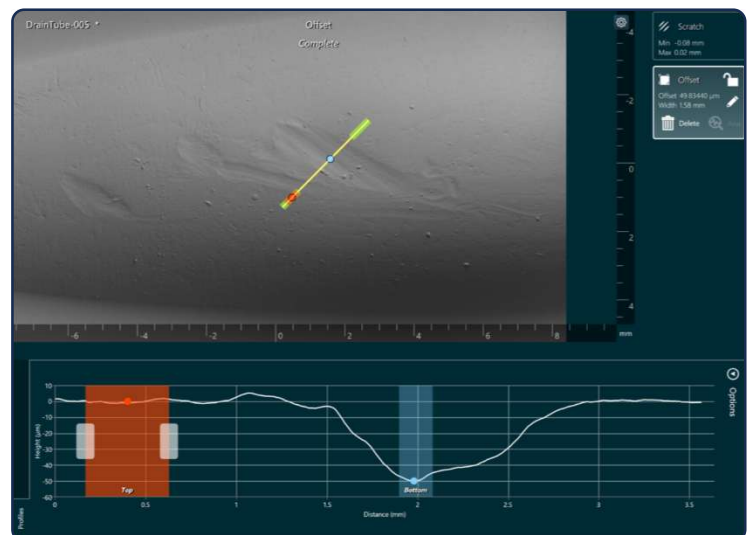 DrainTube-005 *
Offset
Complete
-4
-2
0
2
4
mm
-6
-4
-2
0
2
4
6
8
Scratch
Min -0.08 mm
Max 0.02 mm
Offset
Offset 49.83440 µm
Width 1.58 mm
Delete
Options
Profiles
Height (µm)
10
0
-10
-20
-30
-40
-50
-60
Top
Bottom
0
0.5
1
1.5
2
2.5
3
3.5
Distance (mm)